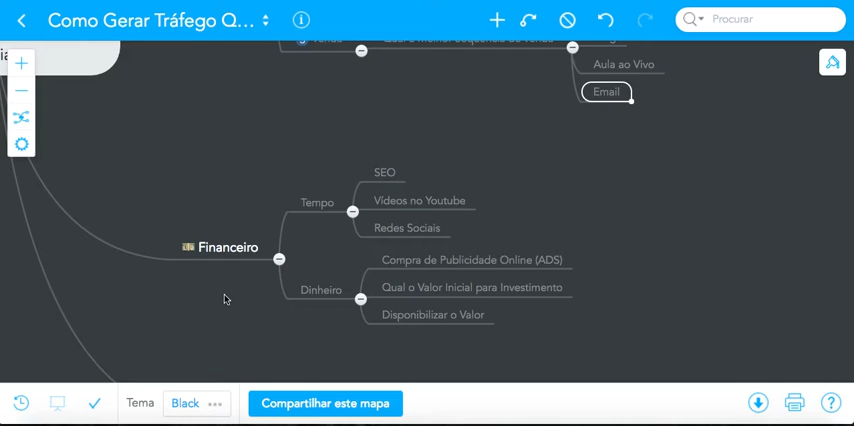 Como Gerar Tráfego Q...
Procurar
Aula ao Vivo
Email
SEO
Tempo
Vídeos no Youtube
Redes Sociais
Financeiro
Compra de Publicidade Online (ADS)
Dinheiro
Qual o Valor Inicial para Investimento
Disponibilizar o Valor
Tema
Black
Compartilhar este mapa